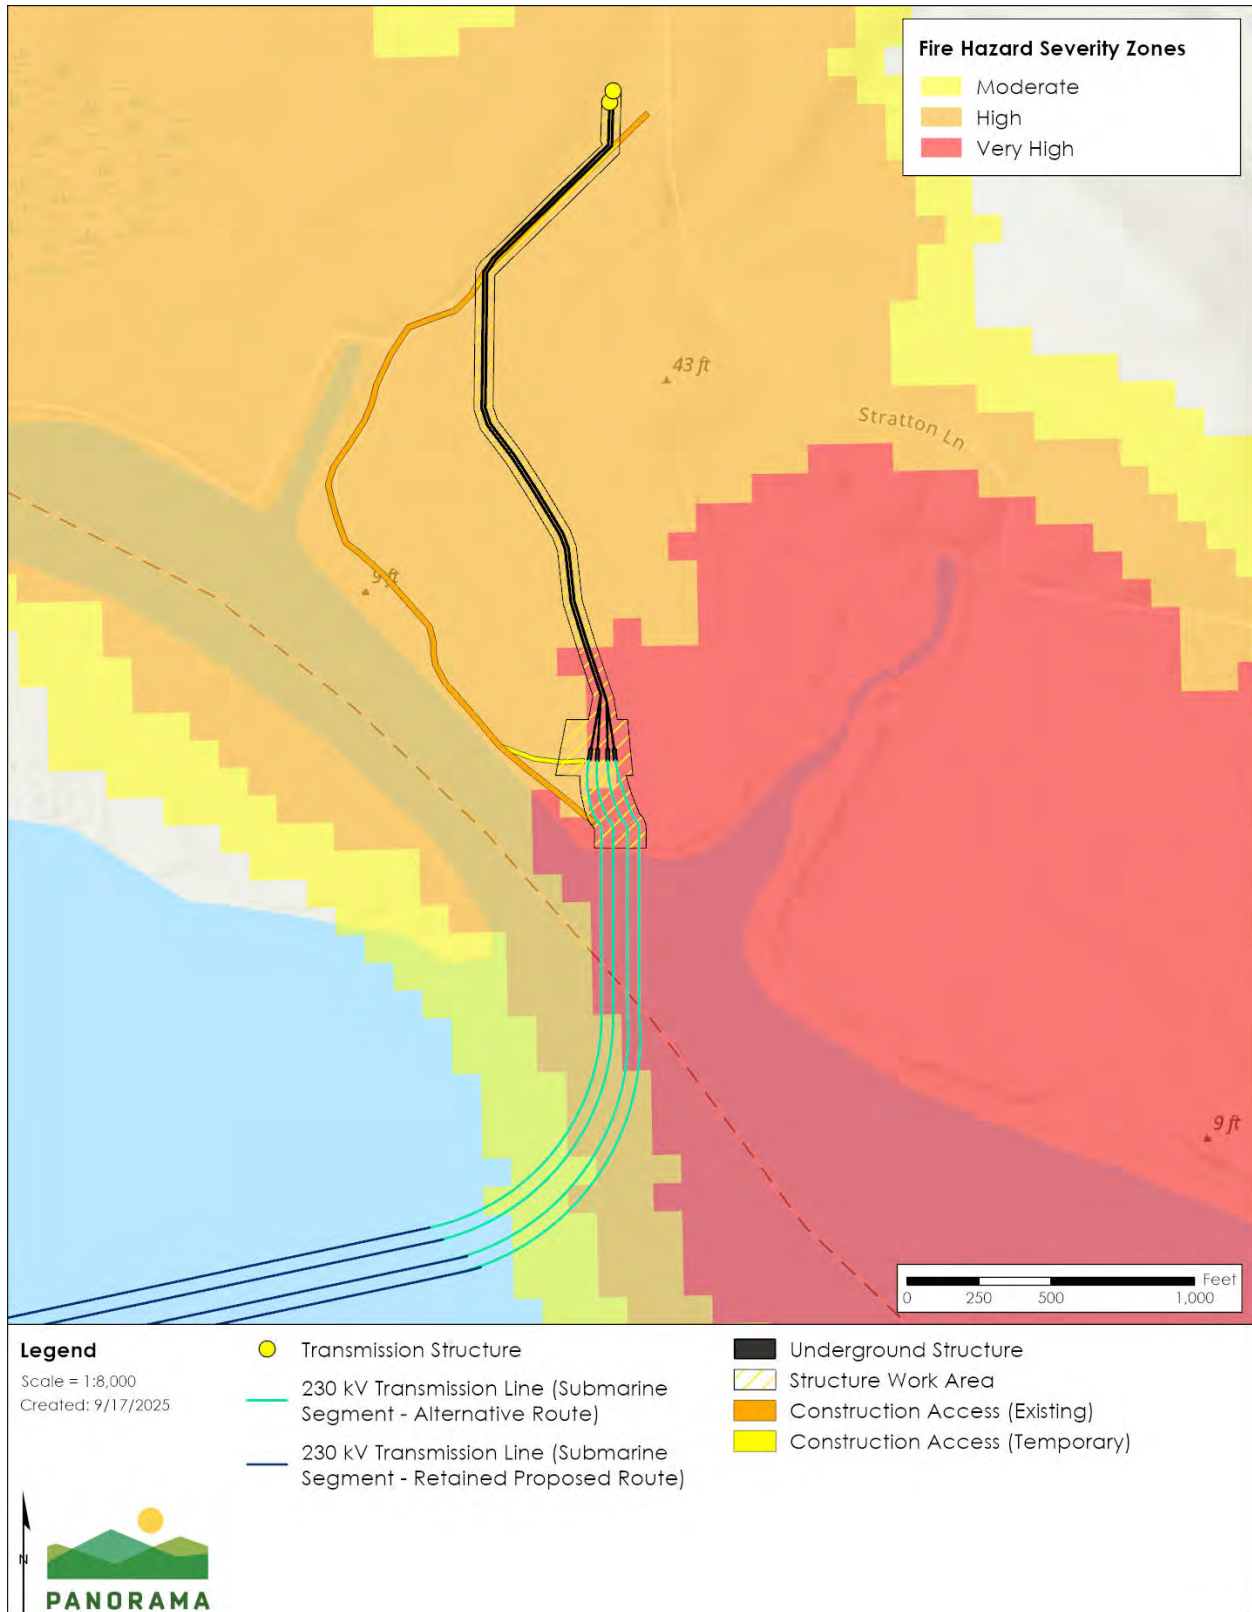 Fire Hazard Severity Zones
Moderate
High
Very High
43 ft
Stratton Ln
9 ft
9 ft
Feet
0 250 500 1,000
Legend
Scale = 1:8,000
Created: 9/17/2025
Transmission Structure
230 kV Transmission Line (Submarine
Segment - Alternative Route)
230 kV Transmission Line (Submarine
Segment - Retained Proposed Route)
Underground Structure
Structure Work Area
Construction Access (Existing)
Construction Access (Temporary)
N
PANORAMA